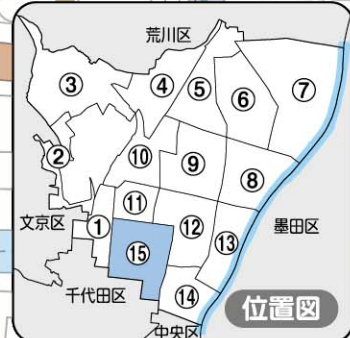 荒川区
③
④
⑤
⑥
⑦
②
⑩
⑨
⑧
文京区
①
⑪
⑫
⑬
墨田区
⑮
千代田区
⑭
中央区
位置図